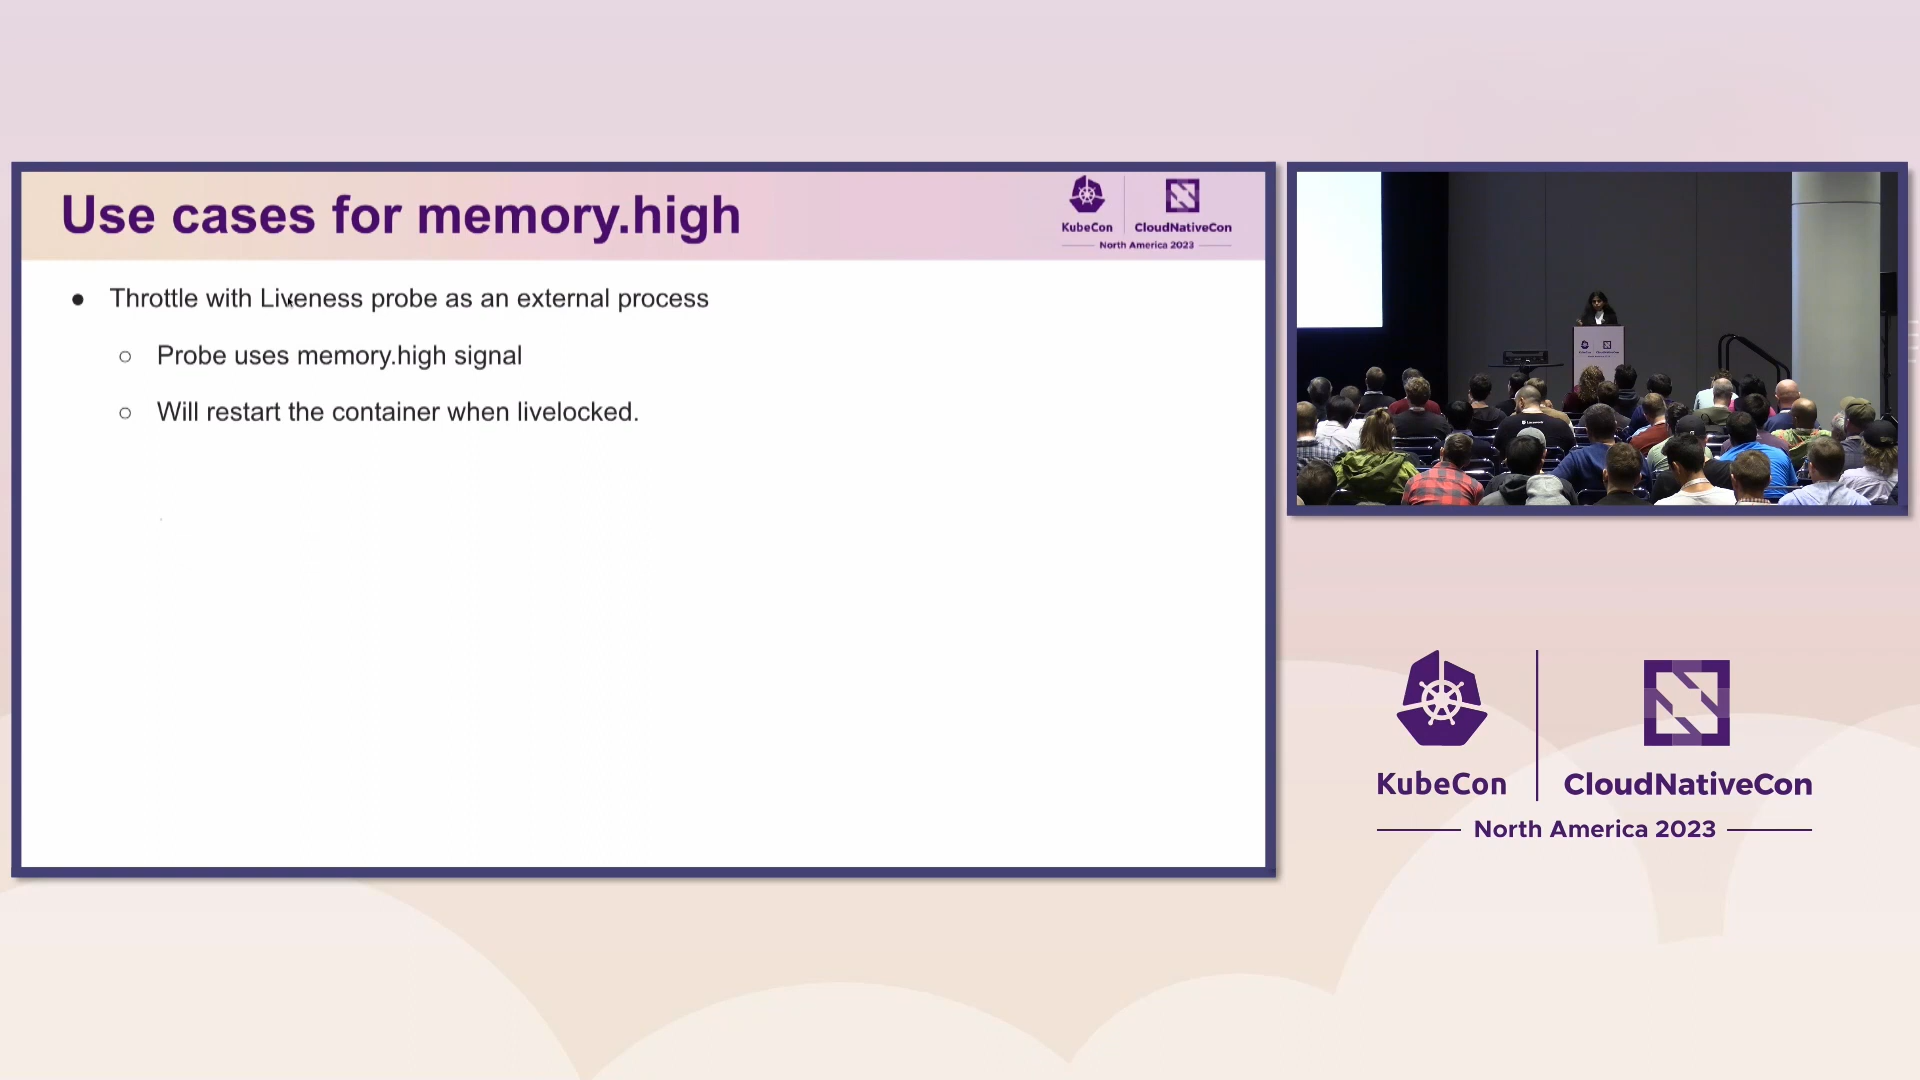 Use cases for memory.high
KubeCon
CloudNativeCon
North America 2023
● Throttle with Liveness probe as an external process
○ Probe uses memory.high signal
○ Will restart the container when livelocked.
KubeCon
CloudNativeCon
North America 2023